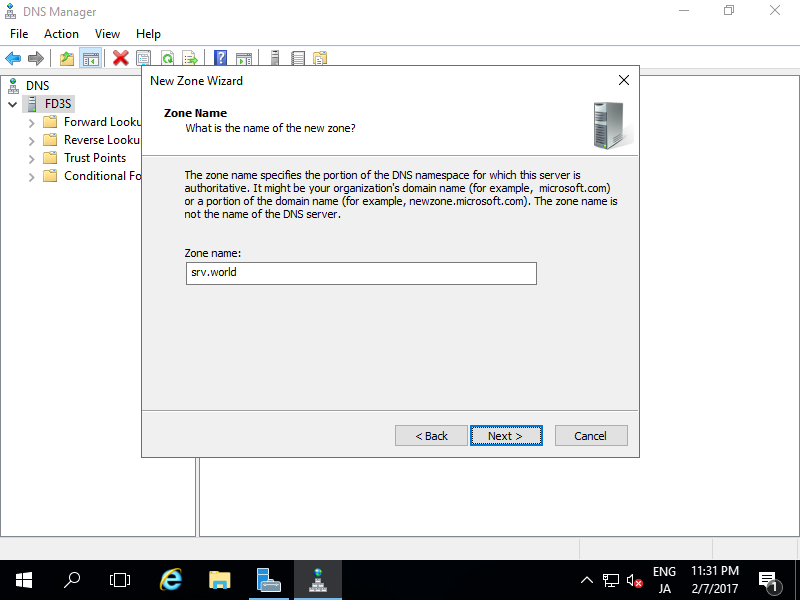 DNS Manager
File Action View Help
DNS
FD3S
Forward Looku
Reverse Looku
Trust Points
Conditional Fo
New Zone Wizard
Zone Name
What is the name of the new zone?
The zone name specifies the portion of the DNS namespace for which this server is
authoritative. It might be your organization's domain name (for example, microsoft.com)
or a portion of the domain name (for example, newzone.microsoft.com). The zone name is
not the name of the DNS server.
Zone name:
srv.world
< Back Next > Cancel
ENG 11:31 PM
JA 2/7/2017
1